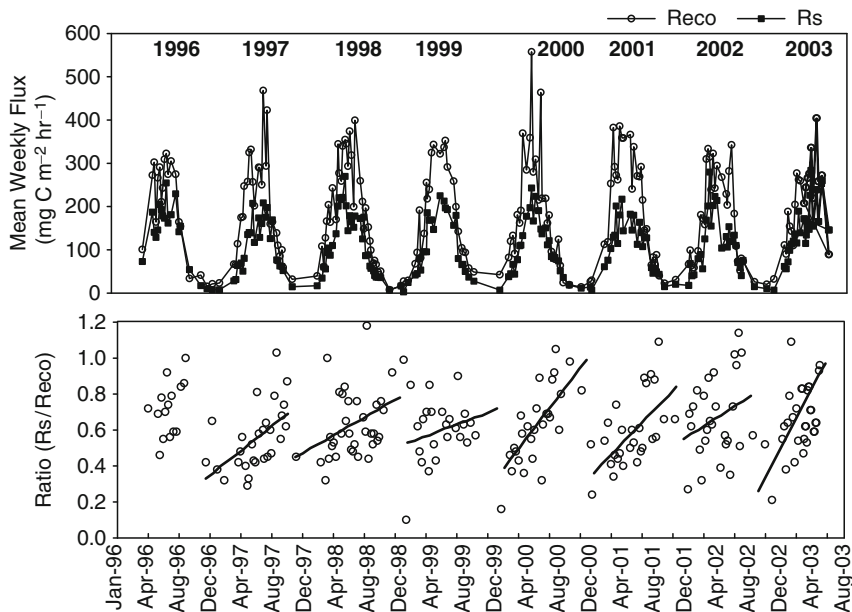 Reco Rs
600
500
400
300
200
100
0
Mean Weekly Flux
(mg C m⁻² hr⁻¹)
1996 1997 1998 1999 2000 2001 2002 2003
1.2
1.0
0.8
0.6
0.4
0.2
0.0
Ratio (Rs/Reco)
Jan-96
Apr-96
Aug-96
Dec-96
Apr-97
Aug-97
Dec-97
Apr-98
Aug-98
Dec-98
Apr-99
Aug-99
Dec-99
Apr-00
Aug-00
Dec-00
Apr-01
Aug-01
Dec-01
Apr-02
Aug-02
Dec-02
Apr-03
Aug-03